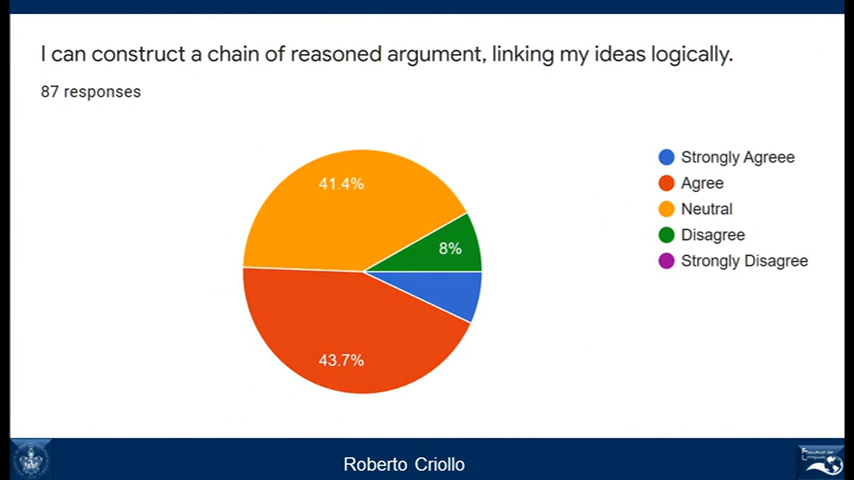 I can construct a chain of reasoned argument, linking my ideas logically.
87 responses
41.4%
8%
43.7%
Strongly Agreee
Agree
Neutral
Disagree
Strongly Disagree
Roberto Criollo